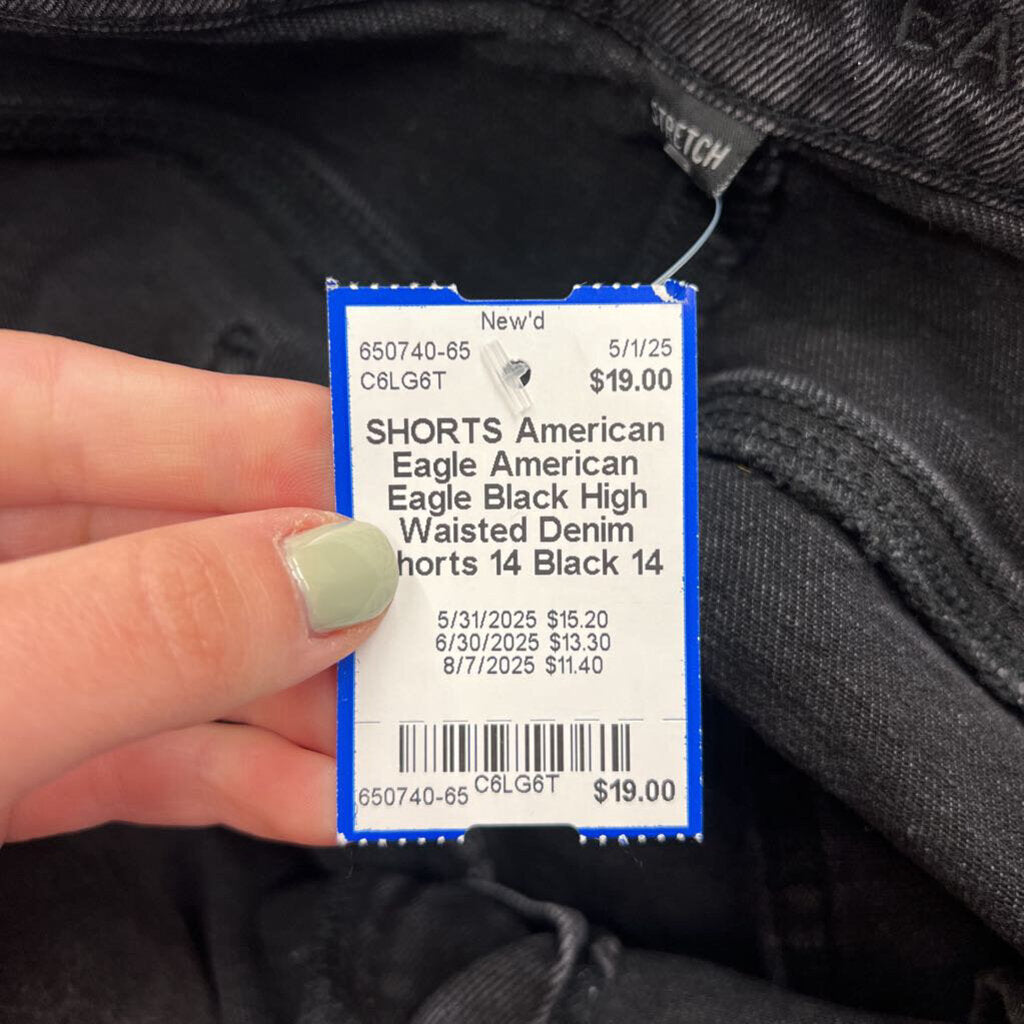 EA
STRETCH
New'd
650740-65 5/1/25
C6LG6T $19.00
SHORTS American
Eagle American
Eagle Black High
Waisted Denim
horts 14 Black 14
5/31/2025 $15.20
6/30/2025 $13.30
8/7/2025 $11.40
650740-65 C6LG6T $19.00